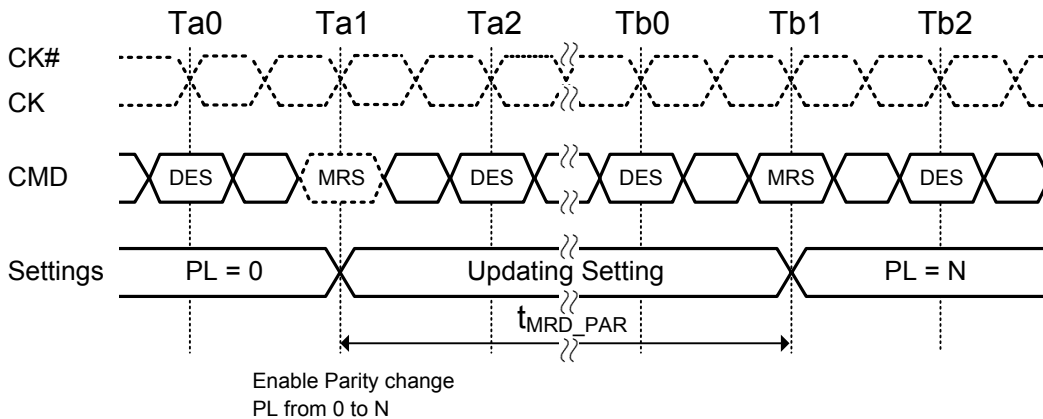 Ta0 Ta1 Ta2 Tb0 Tb1 Tb2
CK#
CK
CMD DES MRS DES DES MRS DES
Settings PL = 0 Updating Setting PL = N
tMRD_PAR
Enable Parity change
PL from 0 to N